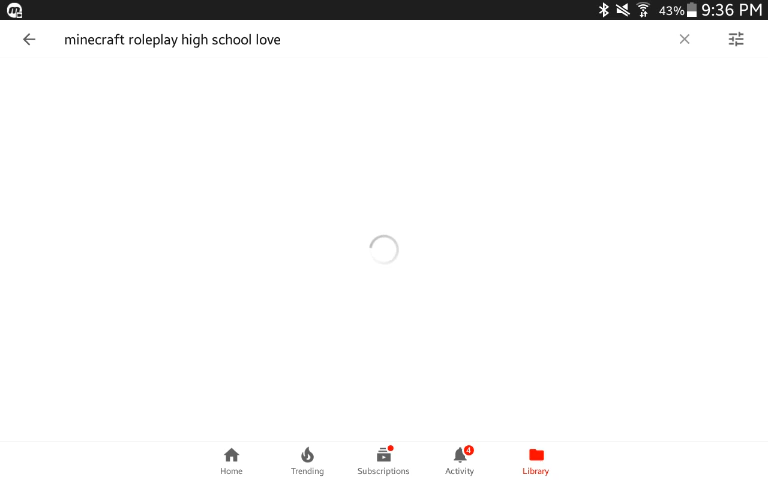 43% 9:36 PM
minecraft roleplay high school love
4
Home Trending Subscriptions Activity Library